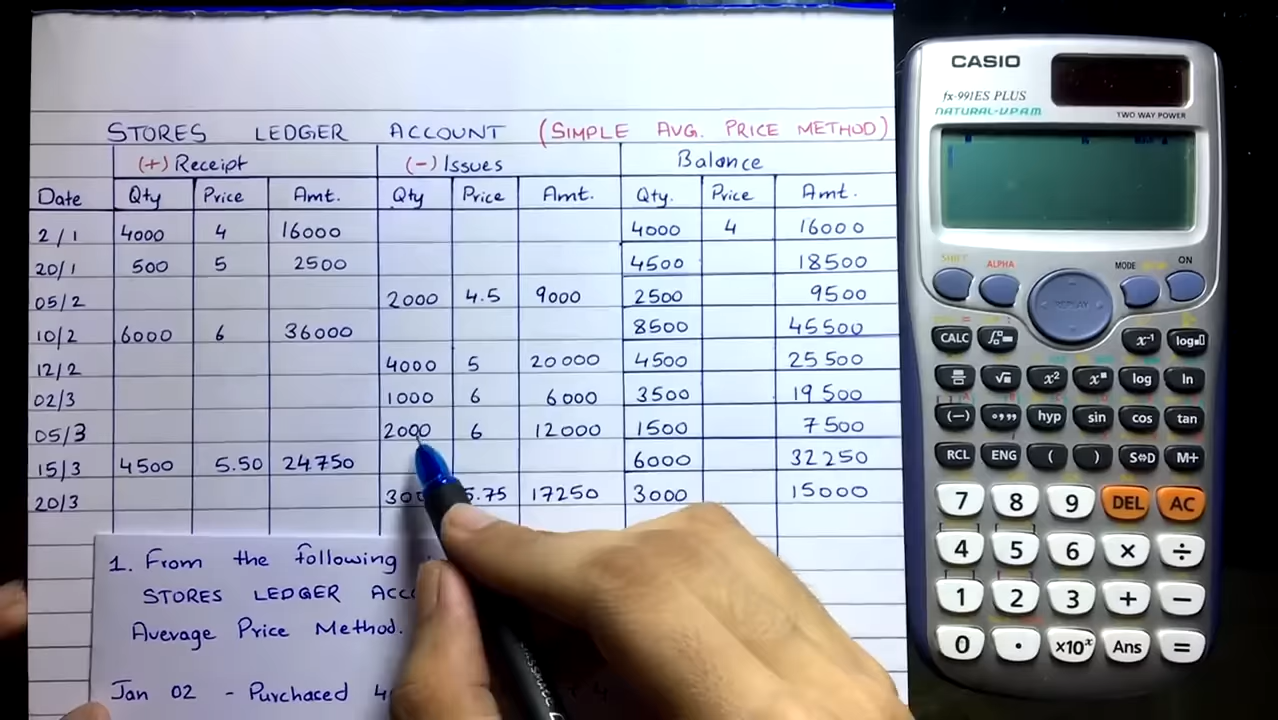 STORES LEDGER ACCOUNT (SIMPLE AVG. PRICE METHOD)
(+) Receipt (-) Issues Balance
Date Qty Price Amt. Qty Price Amt. Qty. Price Amt.
2/1 4000 4 16000 4000 4 16000
20/1 500 5 2500 4500 18500
05/2 2000 4.5 9000 2500 9500
10/2 6000 6 36000 8500 45500
12/2 4000 5 20000 4500 25500
02/3 1000 6 6000 3500 19500
05/3 2000 6 12000 1500 7500
15/3 4500 5.50 24750 6000 32250
20/3 300 5.75 17250 3000 15000
1. From the following
STORES LEDGER ACC
Average Price Method.
Jan 02 - Purchased 4
CASIO
fx-991ES PLUS
NATURAL-V.P.A.M.
TWO WAY POWER
SHIFT ALPHA MODE ON
REPLAY
CALC x⁻¹
√ x² log ln
(−) °,,, hyp sin cos tan
RCL ENG ( ) S⇔D M+
7 8 9 DEL AC
4 5 6 × ÷
1 2 3 + −
0 . ×10ˣ Ans =